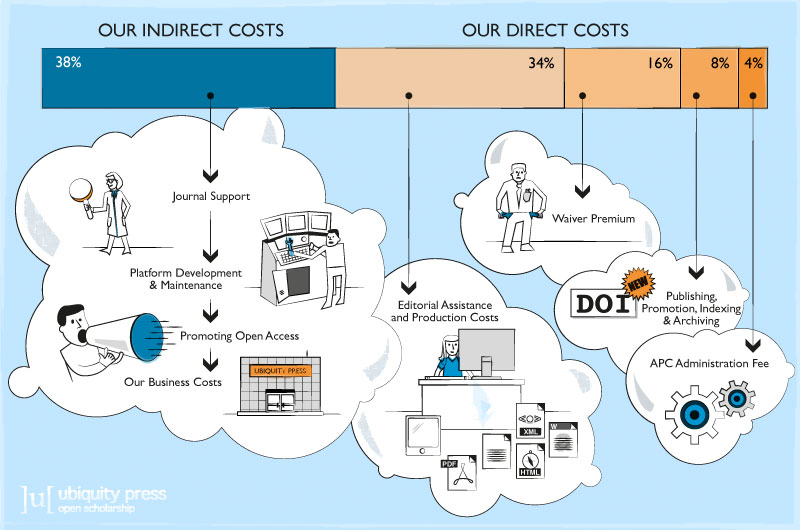 OUR INDIRECT COSTS
OUR DIRECT COSTS
38%
34%
16%
8%
4%
Journal Support
Platform Development
& Maintenance
Promoting Open Access
Our Business Costs
UBIQUITY PRESS
Editorial Assistance
and Production Costs
PDF
XML
W
HTML
Waiver Premium
DOI
NEW
Publishing,
Promotion, Indexing
& Archiving
APC Administration Fee
]u[ ubiquity press
open scholarship